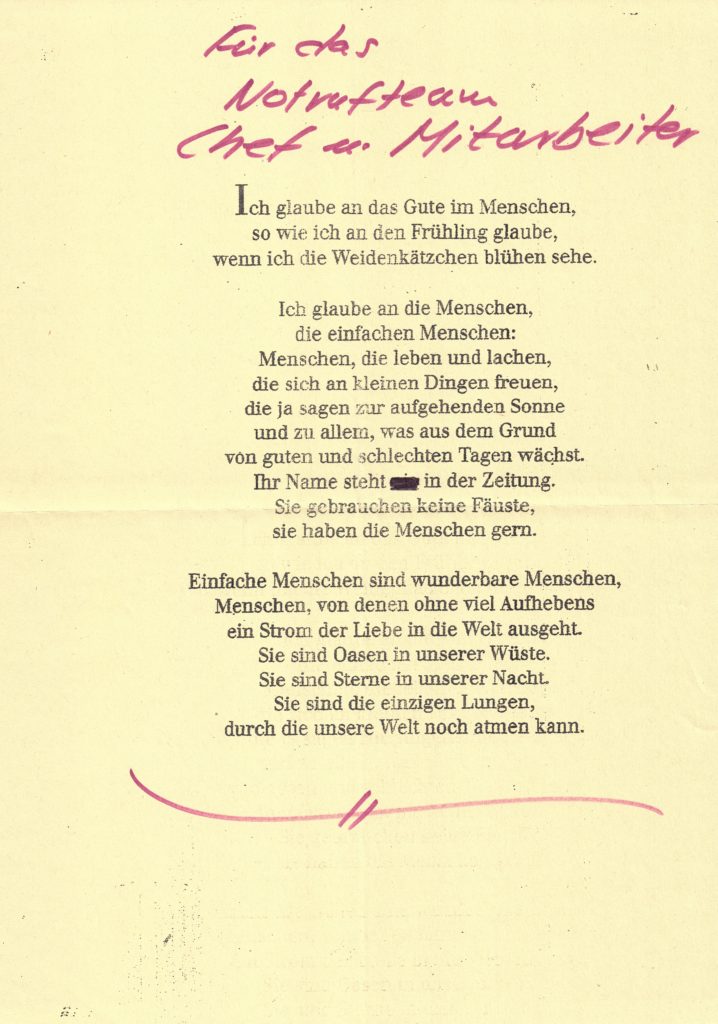 Für das
Notrufteam
Chef u. Mitarbeiter
Ich glaube an das Gute im Menschen,
so wie ich an den Frühling glaube,
wenn ich die Weidenkätzchen blühen sehe.
Ich glaube an die Menschen,
die einfachen Menschen:
Menschen, die leben und lachen,
die sich an kleinen Dingen freuen,
die ja sagen zur aufgehenden Sonne
und zu allem, was aus dem Grund
von guten und schlechten Tagen wächst.
Ihr Name steht in der Zeitung.
Sie gebrauchen keine Fäuste,
sie haben die Menschen gern.
Einfache Menschen sind wunderbare Menschen,
Menschen, von denen ohne viel Aufhebens
ein Strom der Liebe in die Welt ausgeht.
Sie sind Oasen in unserer Wüste.
Sie sind Sterne in unserer Nacht.
Sie sind die einzigen Lungen,
durch die unsere Welt noch atmen kann.